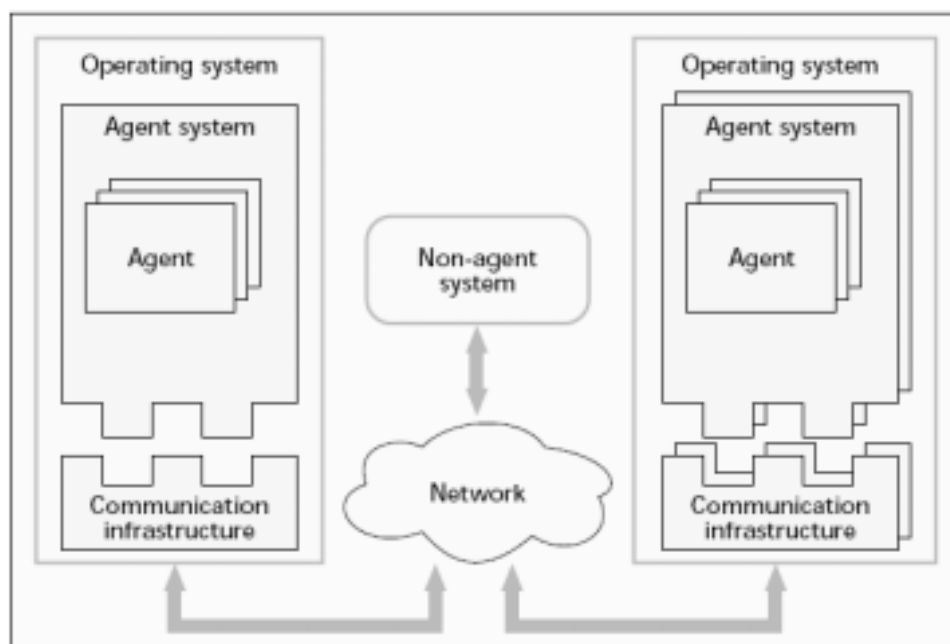 Operating system
Agent system
Agent
Communication
infrastructure
Non-agent
system
Network
Operating system
Agent system
Agent
Communication
infrastructure